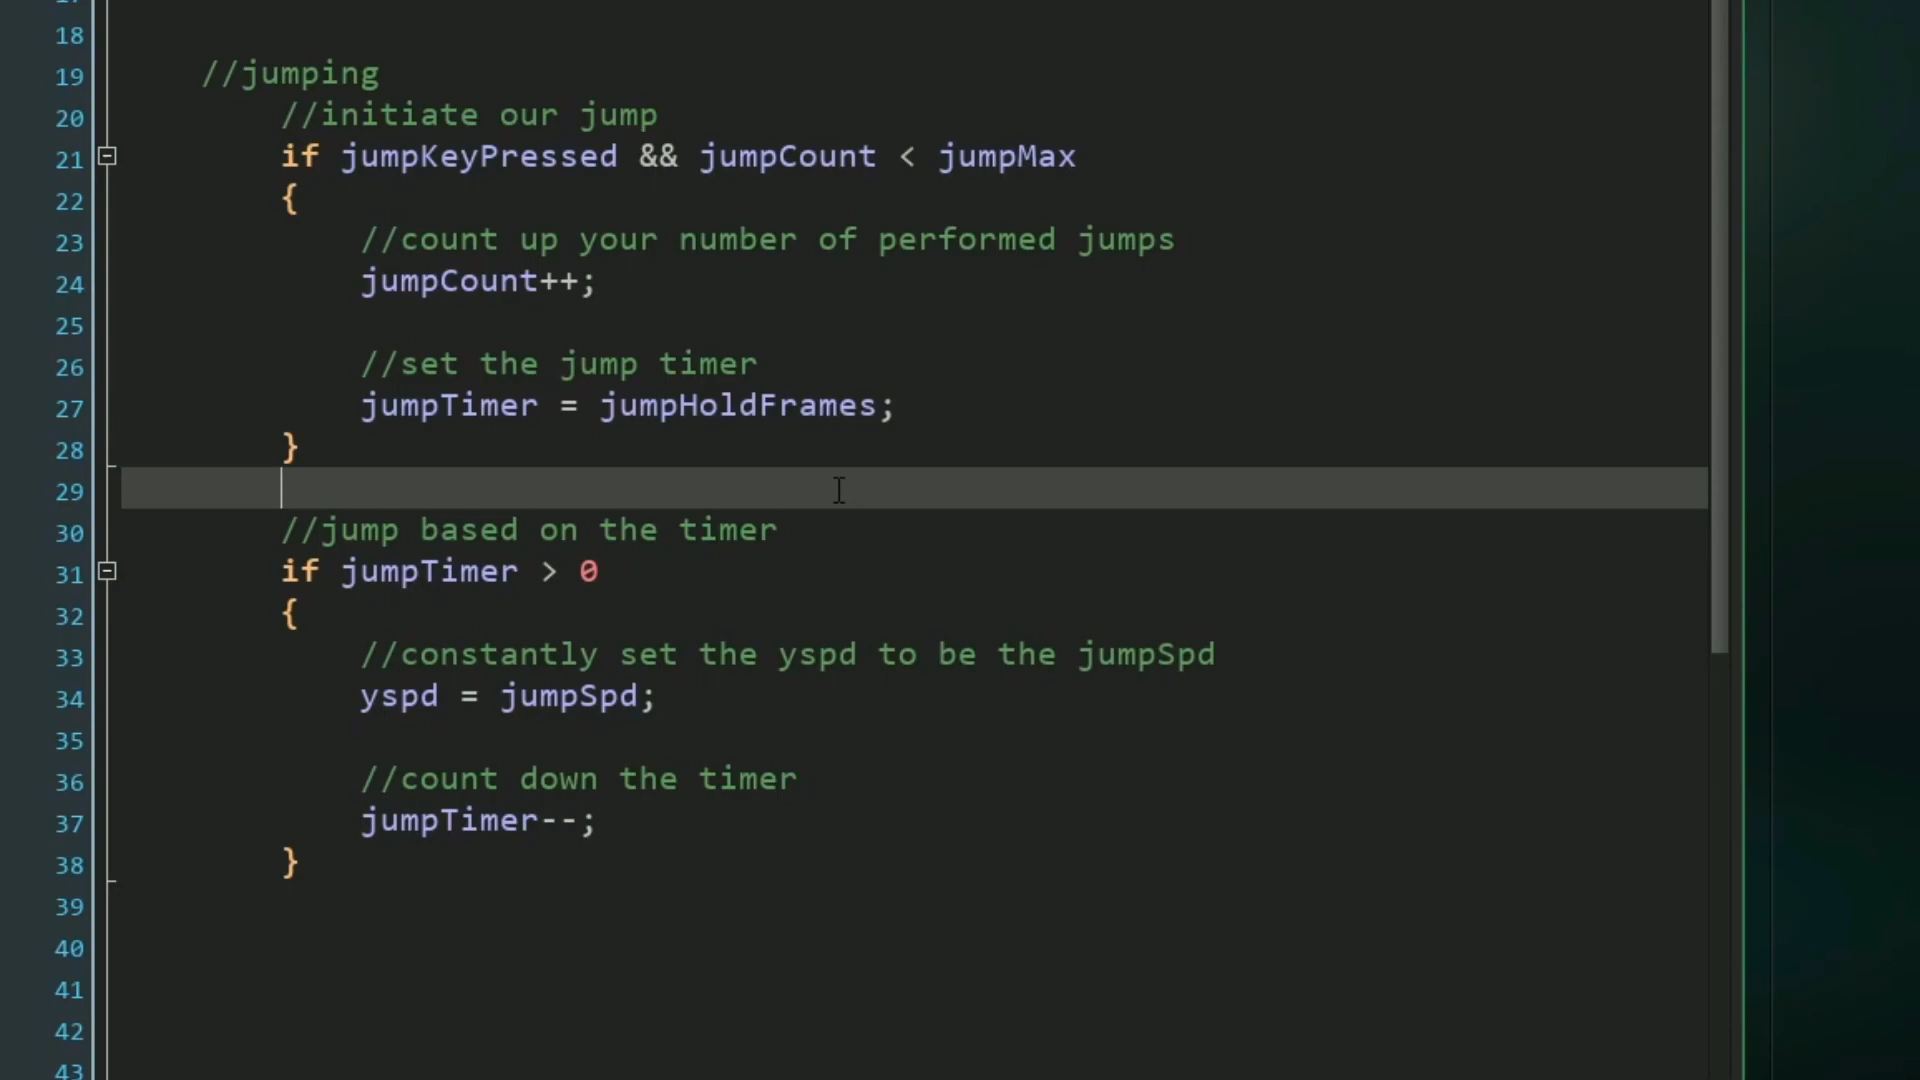 18
19 //jumping
20 //initiate our jump
21 if jumpKeyPressed && jumpCount < jumpMax
22 {
23 //count up your number of performed jumps
24 jumpCount++;
25
26 //set the jump timer
27 jumpTimer = jumpHoldFrames;
28 }
29
30 //jump based on the timer
31 if jumpTimer > 0
32 {
33 //constantly set the yspd to be the jumpSpd
34 yspd = jumpSpd;
35
36 //count down the timer
37 jumpTimer--;
38 }
39
40
41
42
43